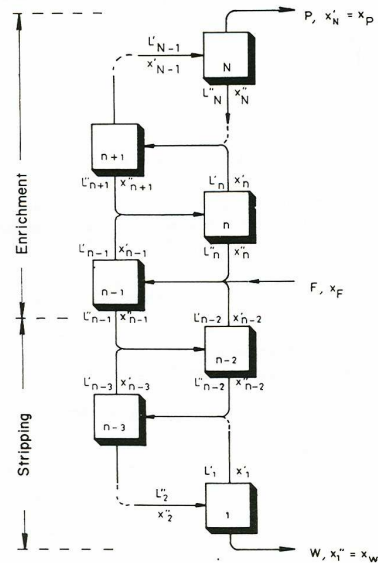 P, x'N = xP
L'N−1
x'N−1
N
L''N x''N
n+1
L''n+1 x''n+1
L'n x'n
n
L'n−1 x'n−1
L''n x''n
n−1
F, xF
L''n−1 x''n−1
L'n−2 x'n−2
n−2
L'n−3 x'n−3
L''n−2 x''n−2
n−3
L''2
x''2
L'1 x'1
1
W, x1'' = xw
Enrichment
Stripping